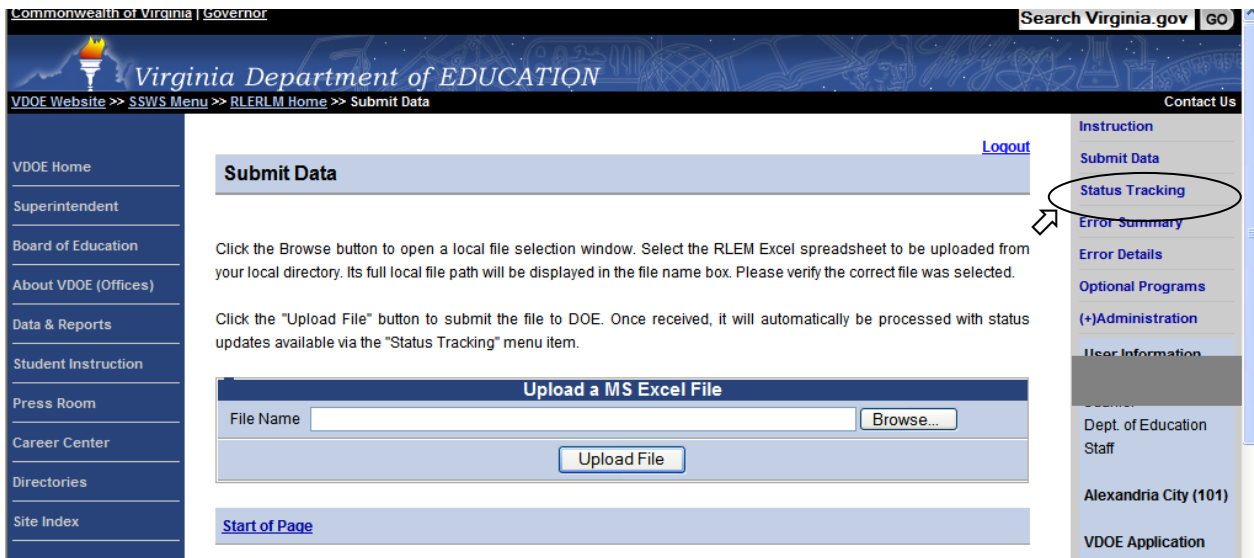 Commonwealth of Virginia | Governor
Search Virginia.gov GO
Virginia Department of EDUCATION
VDOE Website >> SSWS Menu >> RLERLM Home >> Submit Data
Contact Us
VDOE Home
Superintendent
Board of Education
About VDOE (Offices)
Data & Reports
Student Instruction
Press Room
Career Center
Directories
Site Index
Logout
Submit Data
Click the Browse button to open a local file selection window. Select the RLEM Excel spreadsheet to be uploaded from
your local directory. Its full local file path will be displayed in the file name box. Please verify the correct file was selected.
Click the "Upload File" button to submit the file to DOE. Once received, it will automatically be processed with status
updates available via the "Status Tracking" menu item.
Upload a MS Excel File
File Name Browse...
Upload File
Start of Page
Instruction
Submit Data
Status Tracking
Error Summary
Error Details
Optional Programs
(+)Administration
User Information
Dept. of Education
Staff
Alexandria City (101)
VDOE Application